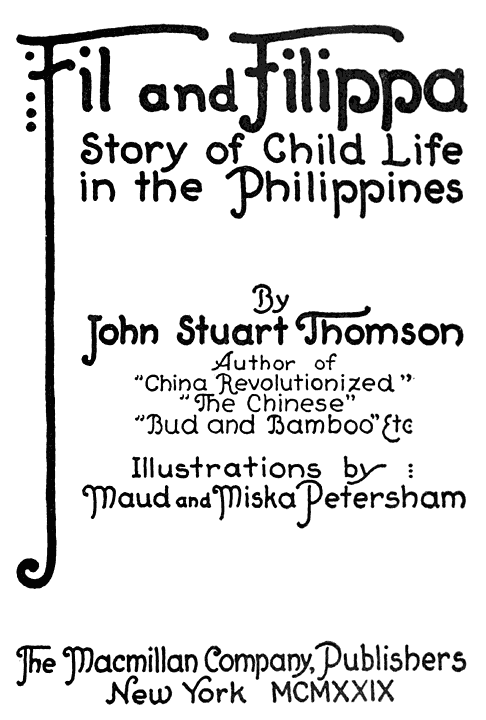 Fil and Filippa
Story of Child Life
in the Philippines
By
John Stuart Thomson
Author of
"China Revolutionized"
"The Chinese"
"Bud and Bamboo" Etc
Illustrations by
Maud and Miska Petersham
The Macmillan Company, Publishers
New York MCMXXIX